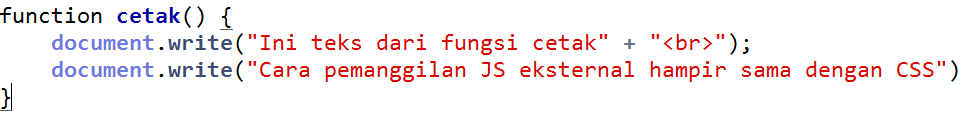 function cetak() {
    document.write("Ini teks dari fungsi cetak" + "<br>");
    document.write("Cara pemanggilan JS eksternal hampir sama dengan CSS")
}